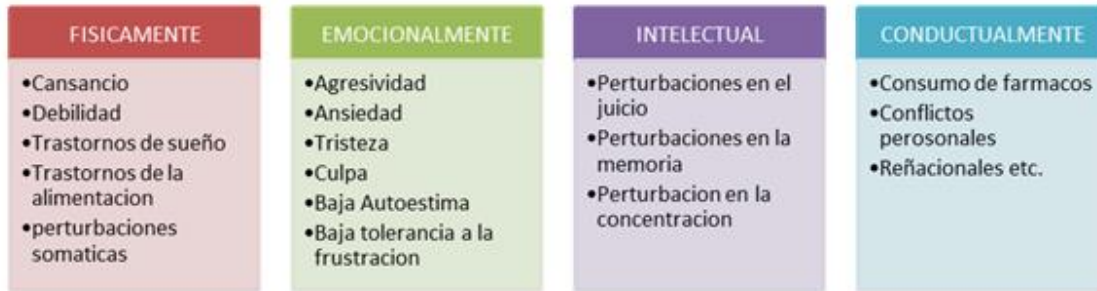 FISICAMENTE
•Cansancio
•Debilidad
•Trastornos de sueño
•Trastornos de la
alimentacion
•perturbaciones
somaticas
EMOCIONALMENTE
•Agresividad
•Ansiedad
•Tristeza
•Culpa
•Baja Autoestima
•Baja tolerancia a la
frustracion
INTELECTUAL
•Perturbaciones en el
juicio
•Perturbaciones en la
memoria
•Perturbacion en la
concentracion
CONDUCTUALMENTE
•Consumo de farmacos
•Conflictos
perosonales
•Reñacionales etc.